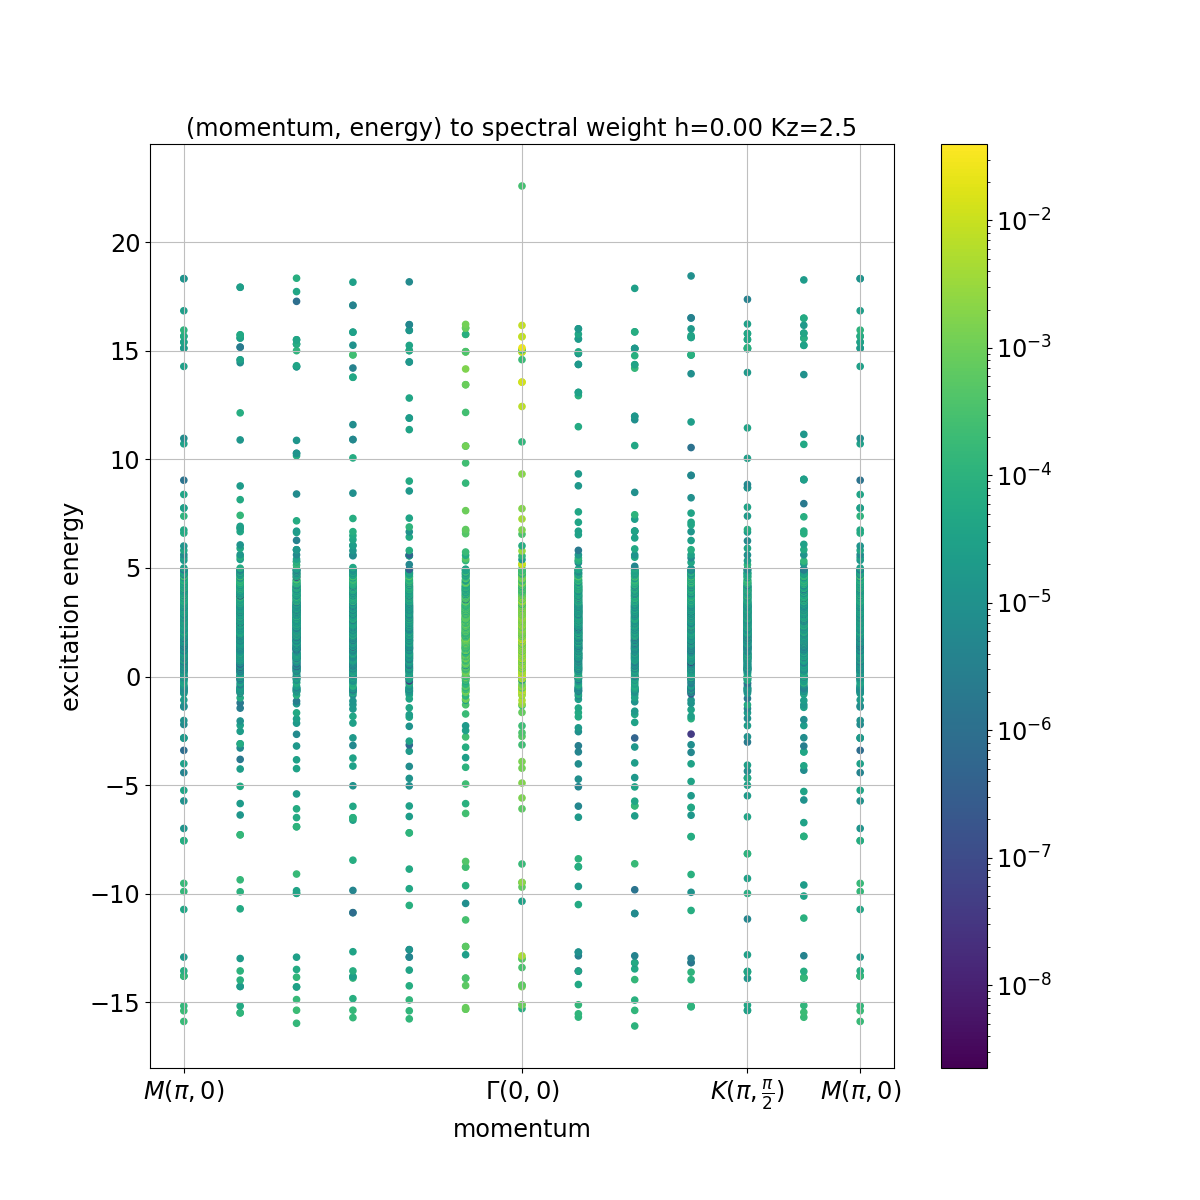 (momentum, energy) to spectral weight h=0.00 Kz=2.5
excitation energy
20
15
10
5
0
−5
−10
−15
M(π, 0)
Γ(0, 0)
K(π, π/2)
M(π, 0)
momentum
10⁻²
10⁻³
10⁻⁴
10⁻⁵
10⁻⁶
10⁻⁷
10⁻⁸